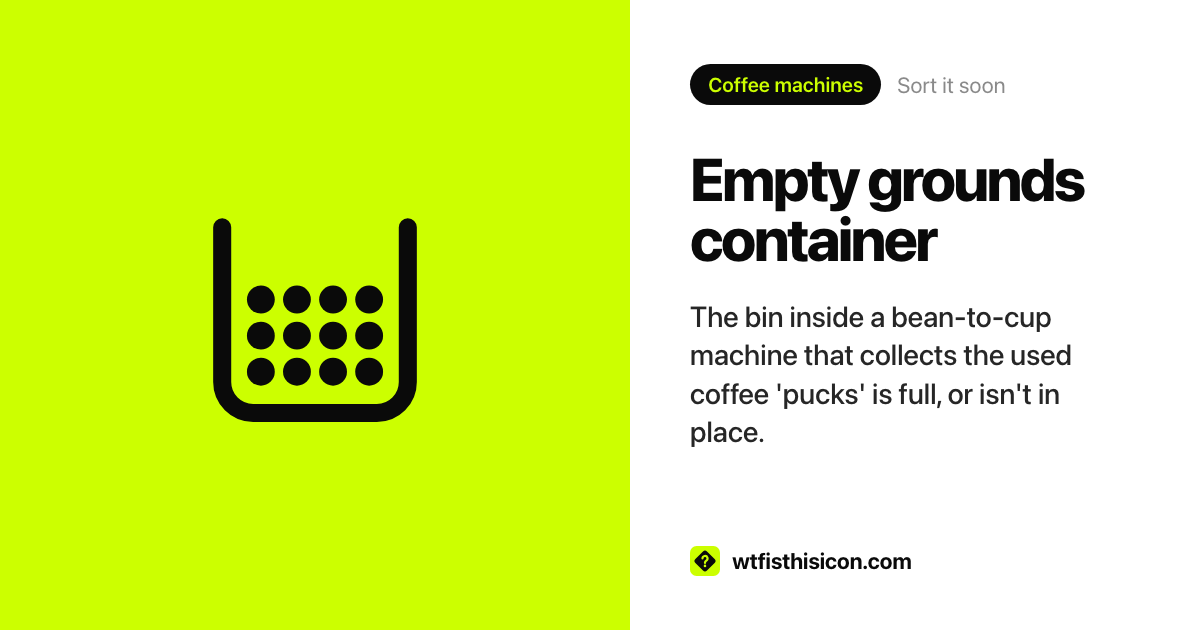 Coffee machines
Sort it soon
Empty grounds
container
The bin inside a bean-to-cup
machine that collects the used
coffee 'pucks' is full, or isn't in
place.
?
wtfisthisicon.com